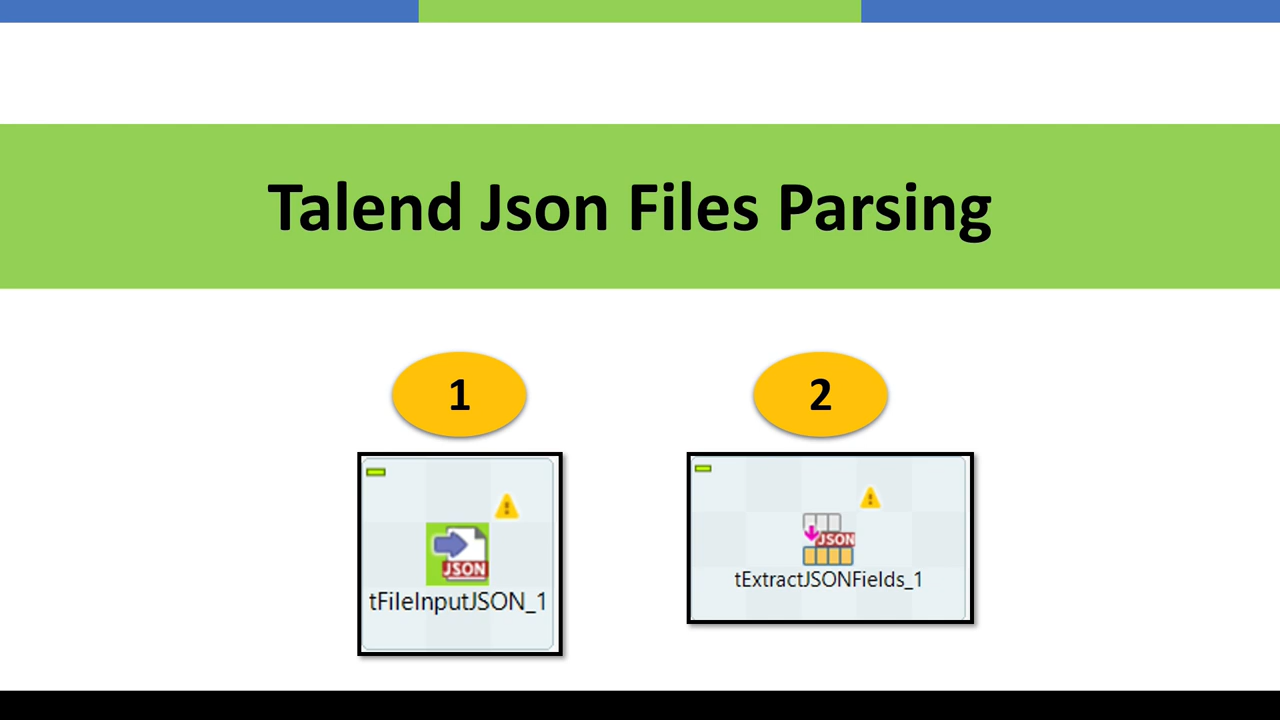 Talend Json Files Parsing
1
2
JSON
tFileInputJSON_1
JSON
tExtractJSONFields_1